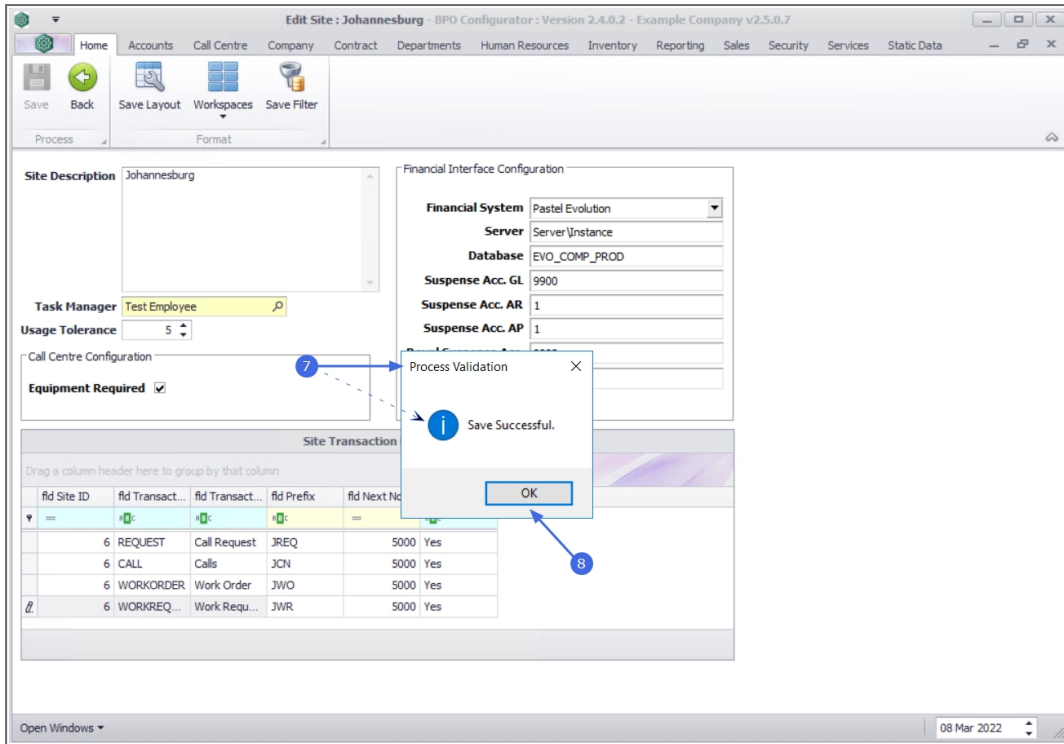 Edit Site : Johannesburg - BPO Configurator : Version 2.4.0.2 - Example Company v2.5.0.7
Home Accounts Call Centre Company Contract Departments Human Resources Inventory Reporting Sales Security Services Static Data
Save Back Save Layout Workspaces Save Filter
Process Format
Site Description Johannesburg
Financial Interface Configuration
Financial System Pastel Evolution
Server Server\Instance
Database EVO_COMP_PROD
Suspense Acc. GL 9900
Task Manager Test Employee
Suspense Acc. AR 1
Usage Tolerance 5
Suspense Acc. AP 1
Call Centre Configuration
Equipment Required
7
Process Validation
Save Successful.
OK
8
Site Transaction
Drag a column header here to group by that column
fld Site ID fld Transact... fld Transact... fld Prefix fld Next No
= ABC ABC ABC =
6 REQUEST Call Request JREQ 5000 Yes
6 CALL Calls JCN 5000 Yes
6 WORKORDER Work Order JWO 5000 Yes
6 WORKREQ... Work Requ... JWR 5000 Yes
Open Windows
08 Mar 2022